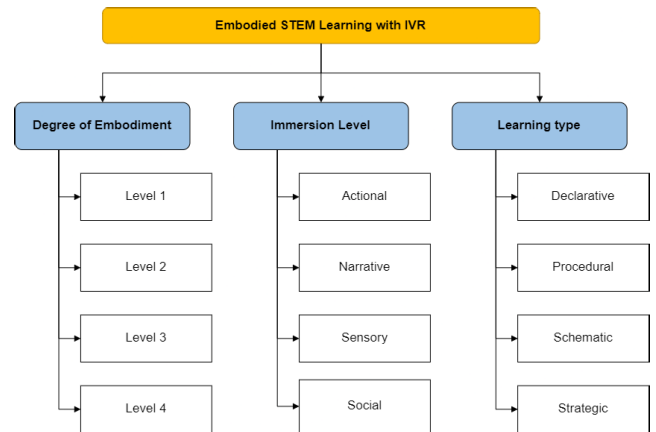 Embodied STEM Learning with IVR
Degree of Embodiment
Immersion Level
Learning type
Level 1
Actional
Declarative
Level 2
Narrative
Procedural
Level 3
Sensory
Schematic
Level 4
Social
Strategic